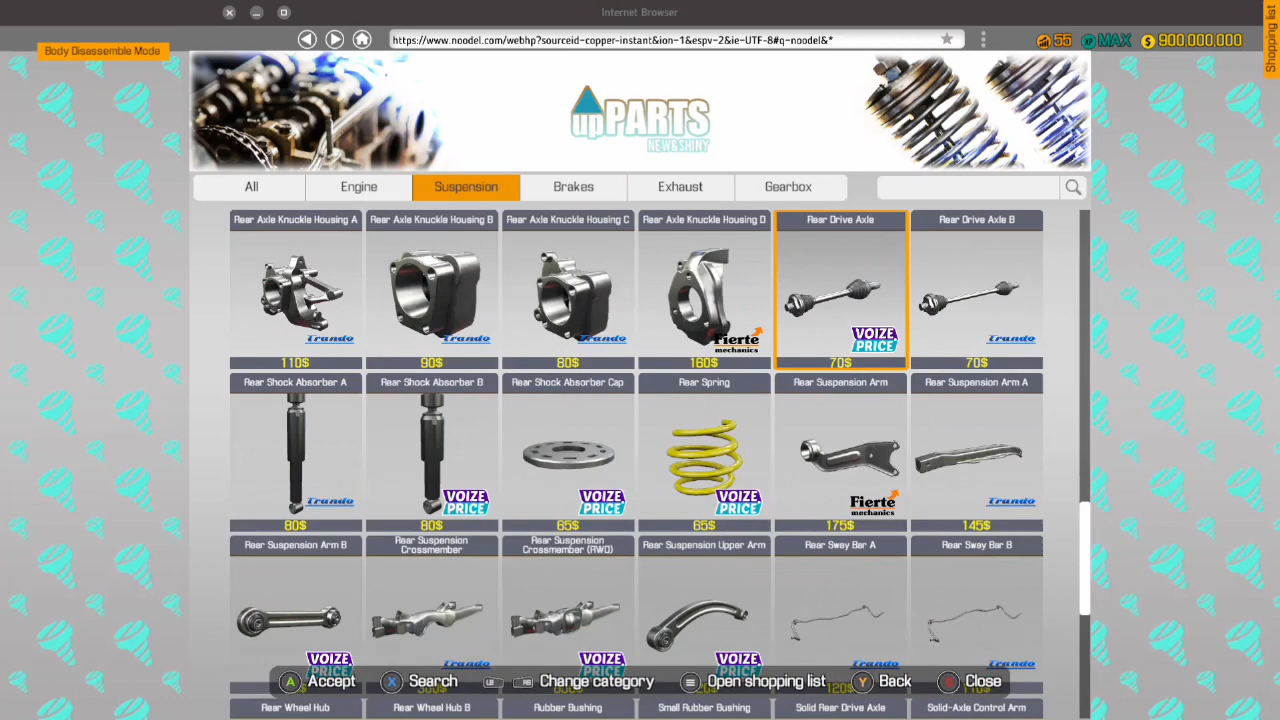 Internet Browser
https://www.noodel.com/webhp?sourceid-copper-instant&ion-1&espv-2&ie-UTF-8#q-noodel&*
Body Disassemble Mode
55
XP MAX
$ 900,000,000
Shopping list
upPARTS
NEW&SHINY
All
Engine
Suspension
Brakes
Exhaust
Gearbox
Rear Axle Knuckle Housing A
Rear Axle Knuckle Housing B
Rear Axle Knuckle Housing C
Rear Axle Knuckle Housing D
Rear Drive Axle
Rear Drive Axle B
Trando
Trando
Trando
Fierte
mechanics
VOIZE
PRICE
Trando
110$
90$
80$
160$
70$
70$
Rear Shock Absorber A
Rear Shock Absorber B
Rear Shock Absorber Cap
Rear Spring
Rear Suspension Arm
Rear Suspension Arm A
Trando
VOIZE
PRICE
VOIZE
PRICE
VOIZE
PRICE
Fierte
mechanics
Trando
80$
80$
65$
65$
175$
145$
Rear Suspension Arm B
Rear Suspension
Crossmember
Rear Suspension
Crossmember (RWD)
Rear Suspension Upper Arm
Rear Sway Bar A
Rear Sway Bar B
VOIZE
PRICE
Trando
VOIZE
PRICE
VOIZE
PRICE
Trando
Trando
A Accept
X Search
LB
RB Change category
Open shopping list
Y Back
B Close
120$
110$
Rear Wheel Hub
Rear Wheel Hub B
Rubber Bushing
Small Rubber Bushing
Solid Rear Drive Axle
Solid-Axle Control Arm